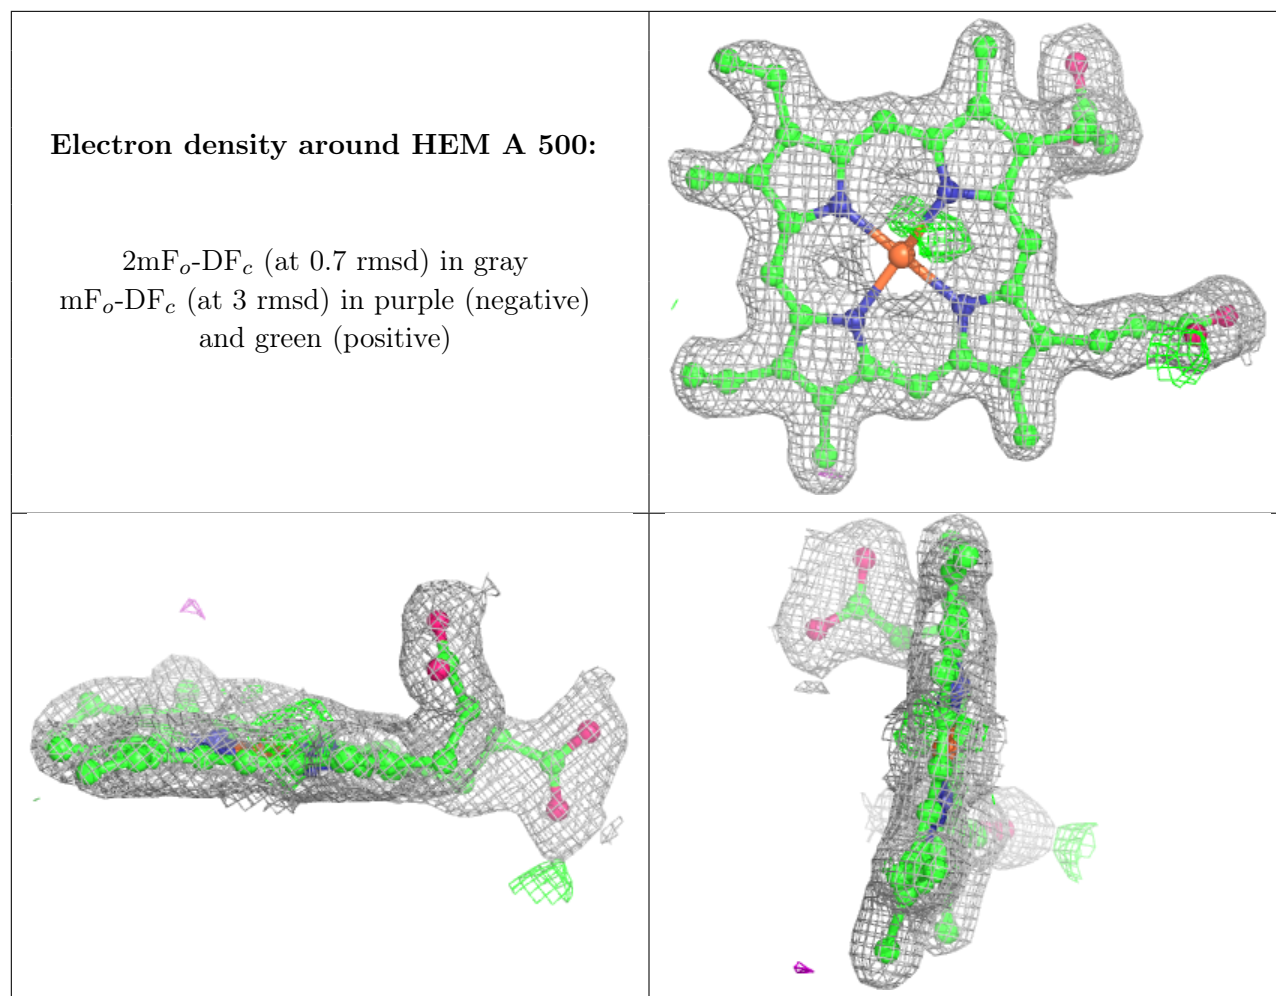 Electron density around HEM A 500:
2mFₒ-DF𝒸 (at 0.7 rmsd) in gray
mFₒ-DF𝒸 (at 3 rmsd) in purple (negative)
and green (positive)